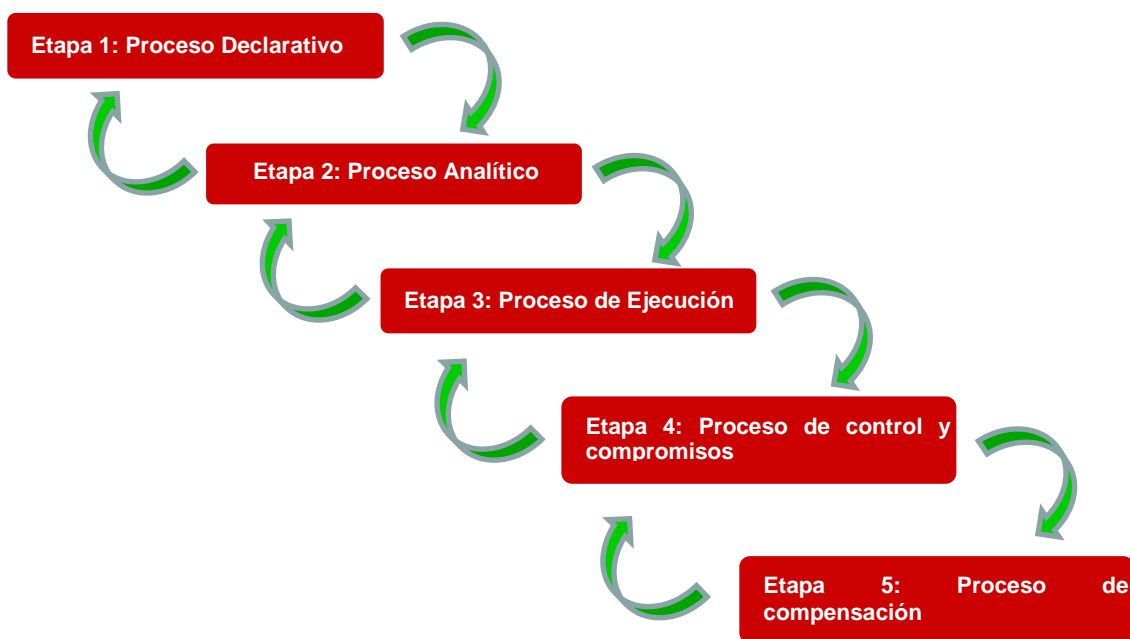 Etapa 1: Proceso Declarativo
Etapa 2: Proceso Analítico
Etapa 3: Proceso de Ejecución
Etapa 4: Proceso de control y
compromisos
Etapa 5: Proceso de
compensación